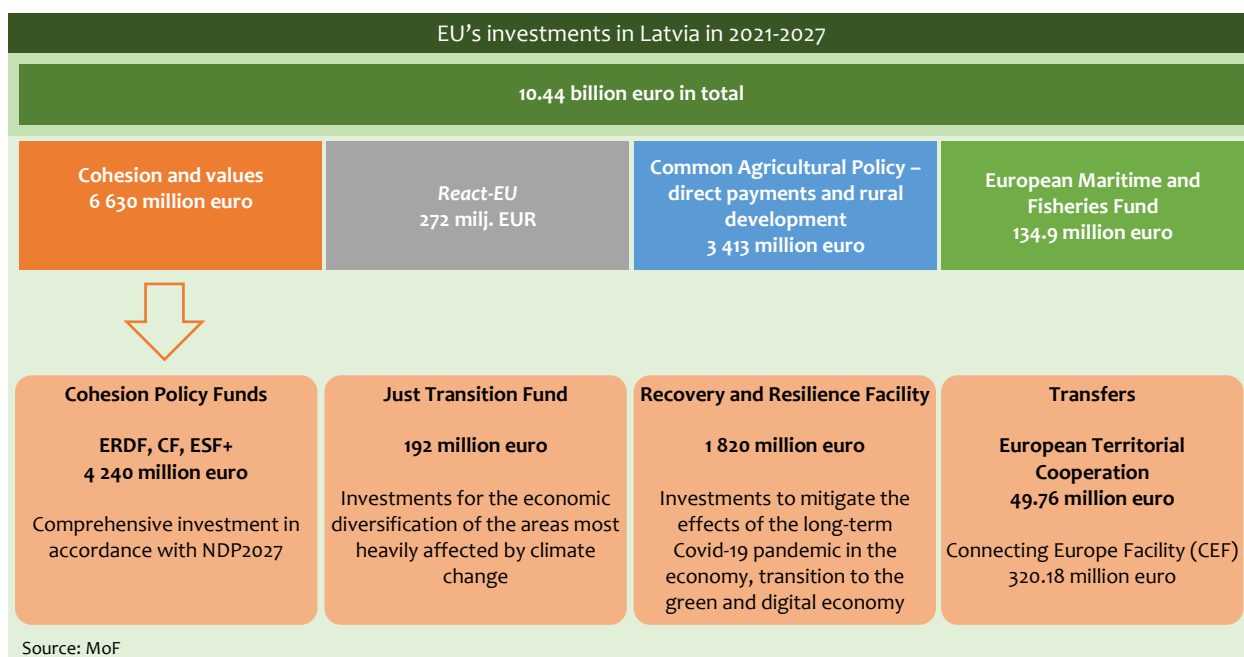 EU's investments in Latvia in 2021-2027
10.44 billion euro in total
Cohesion and values
6 630 million euro
React-EU
272 milj. EUR
Common Agricultural Policy –
direct payments and rural
development
3 413 million euro
European Maritime and
Fisheries Fund
134.9 million euro
Cohesion Policy Funds
ERDF, CF, ESF+
4 240 million euro
Comprehensive investment in
accordance with NDP2027
Just Transition Fund
192 million euro
Investments for the economic
diversification of the areas most
heavily affected by climate
change
Recovery and Resilience Facility
1 820 million euro
Investments to mitigate the
effects of the long-term
Covid-19 pandemic in the
economy, transition to the
green and digital economy
Transfers
European Territorial
Cooperation
49.76 million euro
Connecting Europe Facility (CEF)
320.18 million euro
Source: MoF